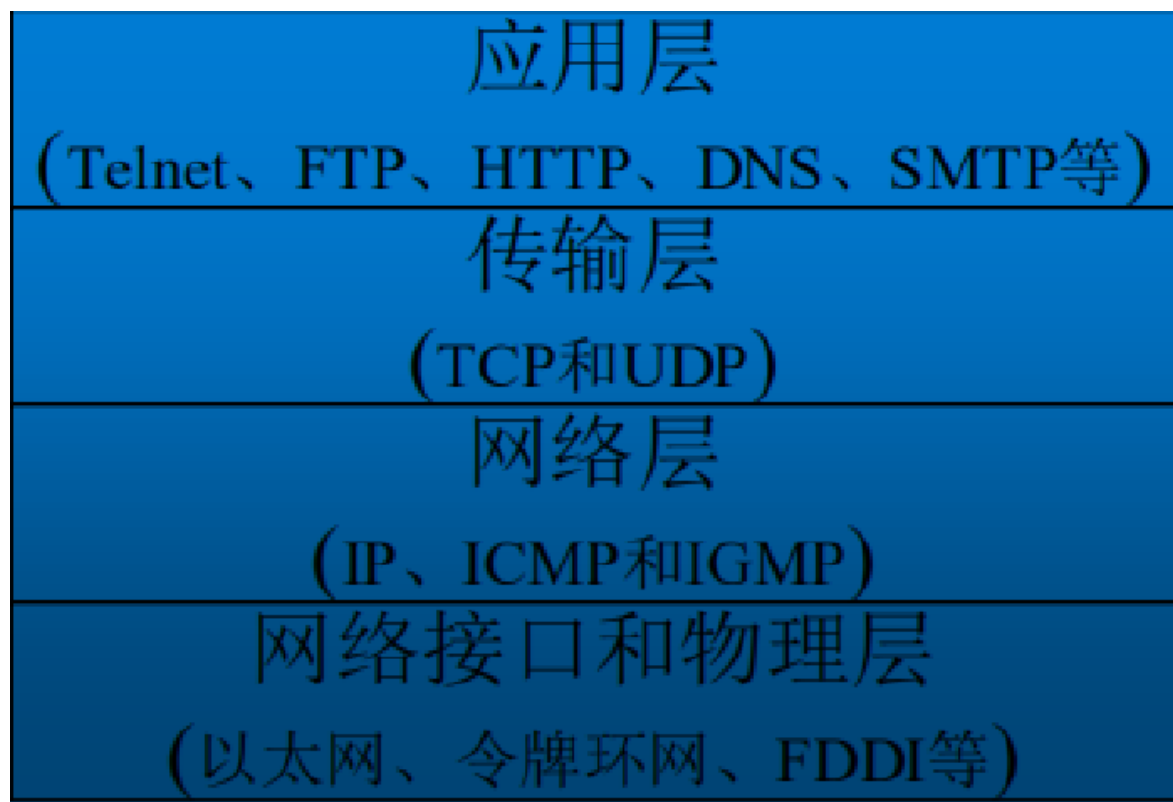 应用层
(Telnet、FTP、HTTP、DNS、SMTP等)
传输层
(TCP和UDP)
网络层
(IP、ICMP和IGMP)
网络接口和物理层
(以太网、令牌环网、FDDI等)